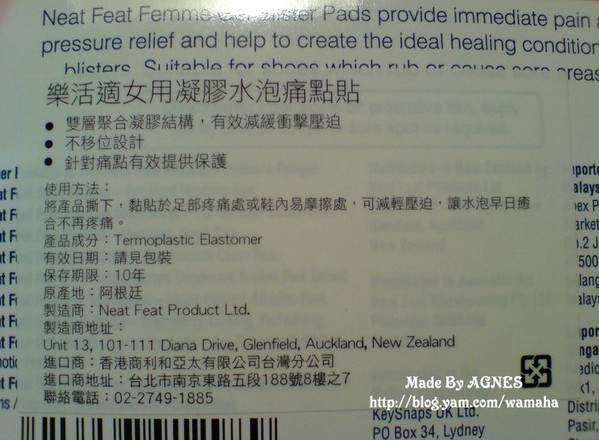 Neat Feat Femme Gel Blister Pads provide immediate pain a
pressure relief and help to create the ideal healing condition
blisters. Suitable for shoes which rub or cause sore areas
樂活適女用凝膠水泡痛點貼
● 雙層聚合凝膠結構，有效減緩衝擊壓迫
● 不移位設計
● 針對痛點有效提供保護
使用方法：
將產品撕下，黏貼於足部疼痛處或鞋內易摩擦處，可減輕壓迫，讓水泡早日癒
合不再疼痛。
產品成分：Termoplastic Elastomer
有效日期：請見包裝
保存期限：10年
原產地：阿根廷
製造商：Neat Feat Product Ltd.
製造商地址：
Unit 13, 101-111 Diana Drive, Glenfield, Auckland, New Zealand
進口商：香港商利和亞太有限公司台灣分公司
進口商地址：台北市南京東路五段188號8樓之7
聯絡電話：02-2749-1885
KeySnaps UK Ltd.
PO Box 34, Lydney
Made By AGNES
http://blog.yam.com/wamaha